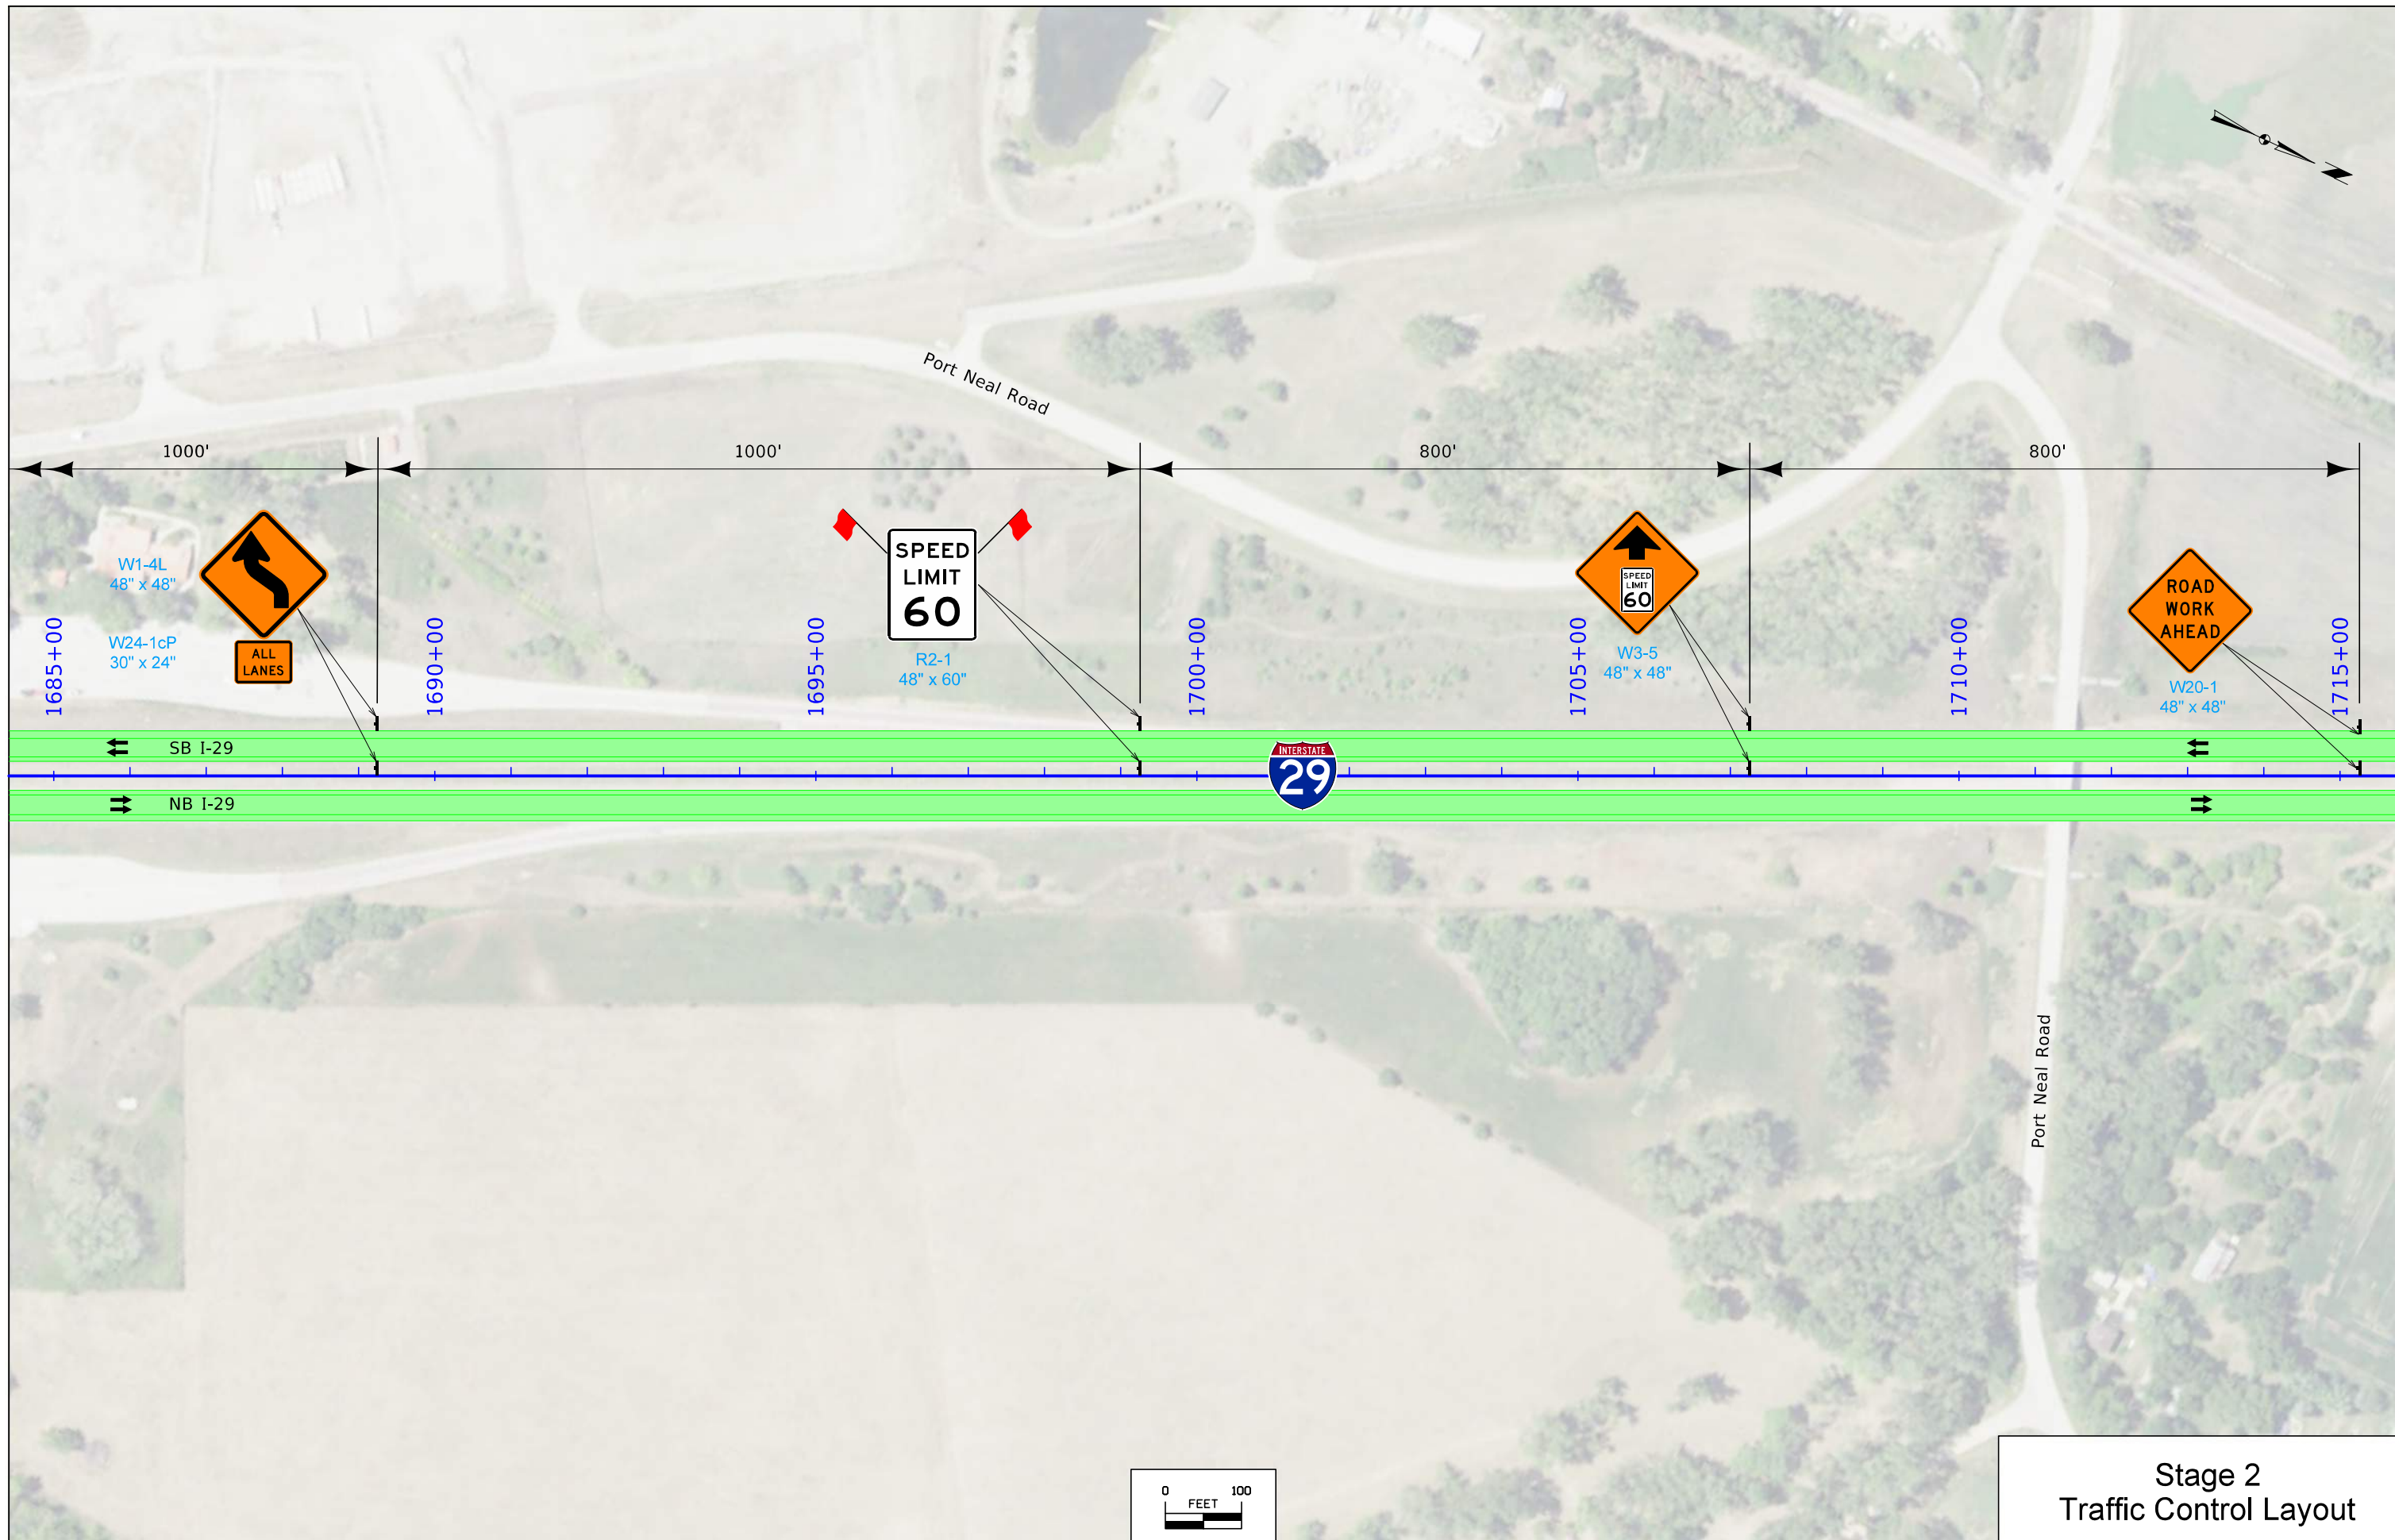 Port Neal Road
1000'
1000'
800'
800'
W1-4L
48" x 48"
W24-1cP
30" x 24"
ALL
LANES
SPEED
LIMIT
60
R2-1
48" x 60"
SPEED
LIMIT
60
W3-5
48" x 48"
ROAD
WORK
AHEAD
W20-1
48" x 48"
1685+00
1690+00
1695+00
1700+00
1705+00
1710+00
1715+00
SB I-29
INTERSTATE
29
NB I-29
Port Neal Road
0 100
FEET
Stage 2
Traffic Control Layout
N